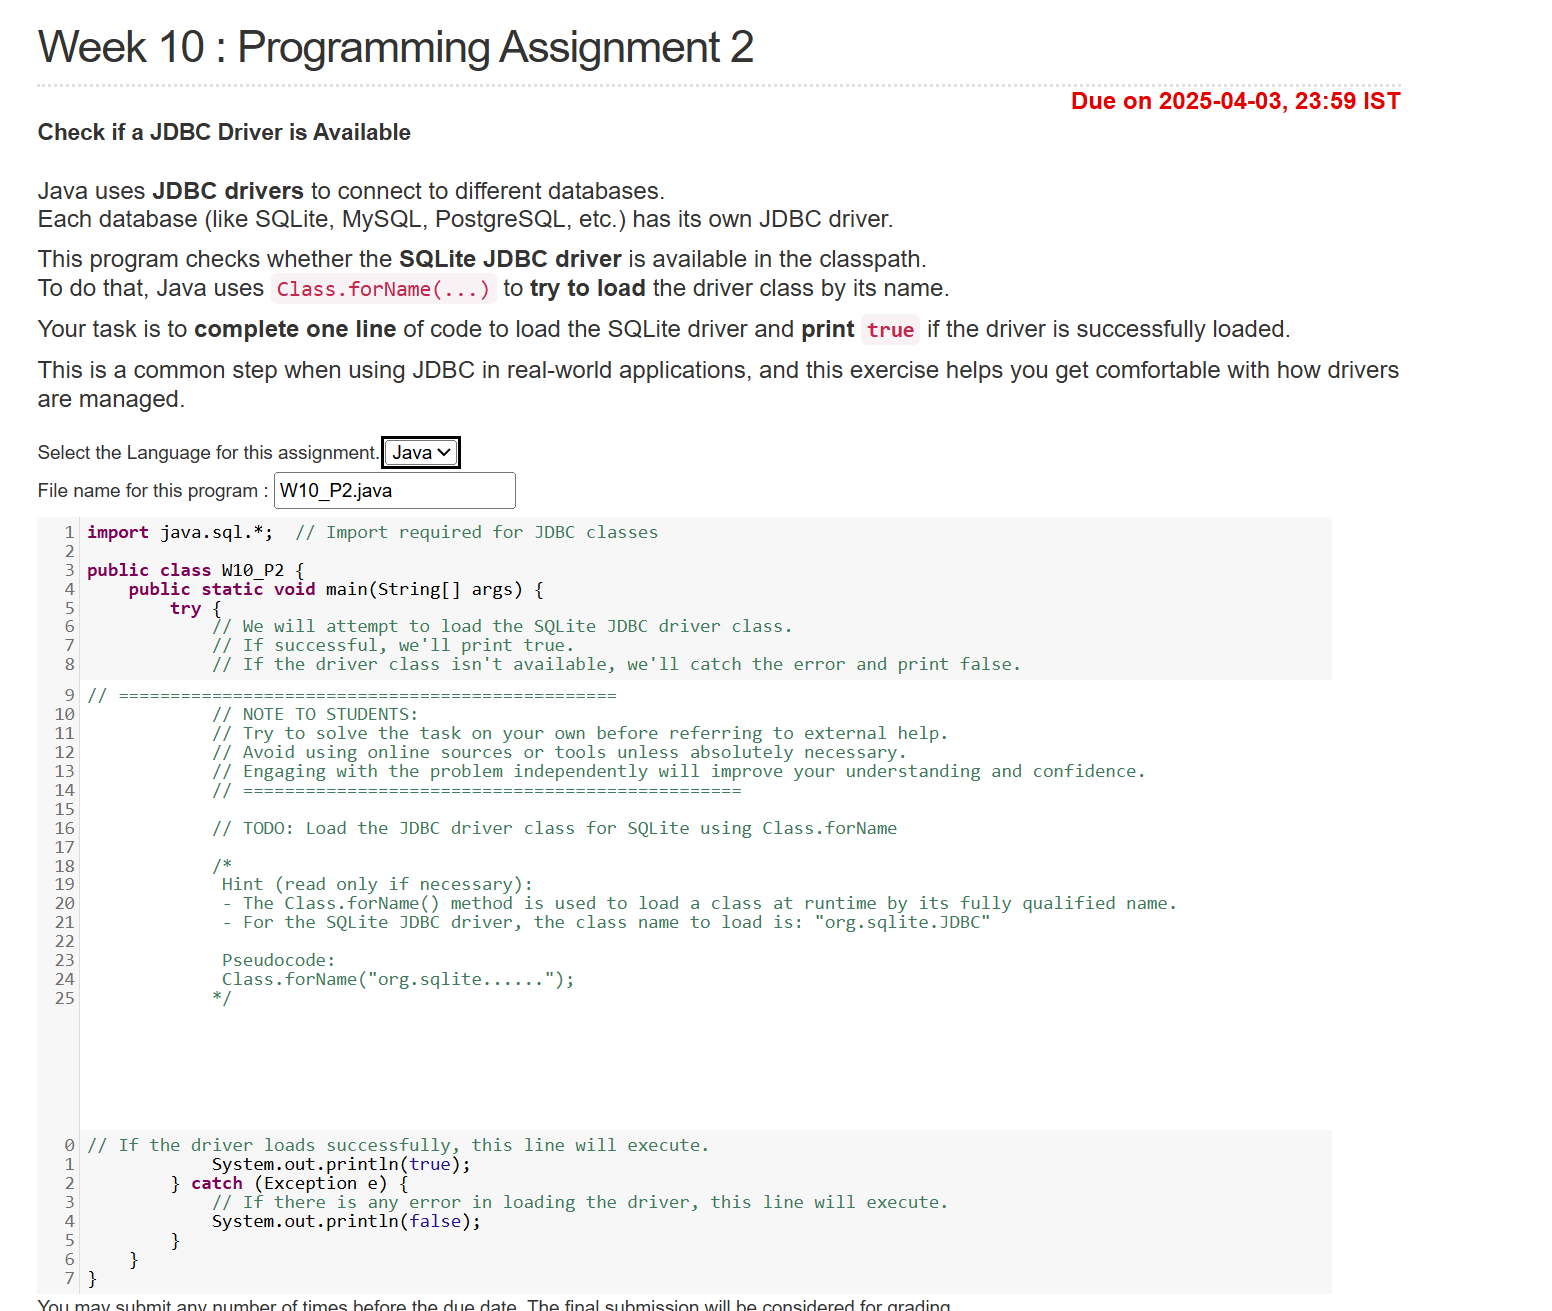 Week 10 : Programming Assignment 2
Due on 2025-04-03, 23:59 IST
Check if a JDBC Driver is Available
Java uses JDBC drivers to connect to different databases.
Each database (like SQLite, MySQL, PostgreSQL, etc.) has its own JDBC driver.
This program checks whether the SQLite JDBC driver is available in the classpath.
To do that, Java uses Class.forName(...) to try to load the driver class by its name.
Your task is to complete one line of code to load the SQLite driver and print true if the driver is successfully loaded.
This is a common step when using JDBC in real-world applications, and this exercise helps you get comfortable with how drivers
are managed.
Select the Language for this assignment. Java
File name for this program : W10_P2.java
1 import java.sql.*;  // Import required for JDBC classes
2
3 public class W10_P2 {
4     public static void main(String[] args) {
5         try {
6             // We will attempt to load the SQLite JDBC driver class.
7             // If successful, we'll print true.
8             // If the driver class isn't available, we'll catch the error and print false.
9 // ================================================
10             // NOTE TO STUDENTS:
11             // Try to solve the task on your own before referring to external help.
12             // Avoid using online sources or tools unless absolutely necessary.
13             // Engaging with the problem independently will improve your understanding and confidence.
14             // ================================================
15
16             // TODO: Load the JDBC driver class for SQLite using Class.forName
17
18             /*
19              Hint (read only if necessary):
20              - The Class.forName() method is used to load a class at runtime by its fully qualified name.
21              - For the SQLite JDBC driver, the class name to load is: "org.sqlite.JDBC"
22
23              Pseudocode:
24              Class.forName("org.sqlite......");
25             */
0 // If the driver loads successfully, this line will execute.
1             System.out.println(true);
2         } catch (Exception e) {
3             // If there is any error in loading the driver, this line will execute.
4             System.out.println(false);
5         }
6     }
7 }
You may submit any number of times before the due date. The final submission will be considered for grading.